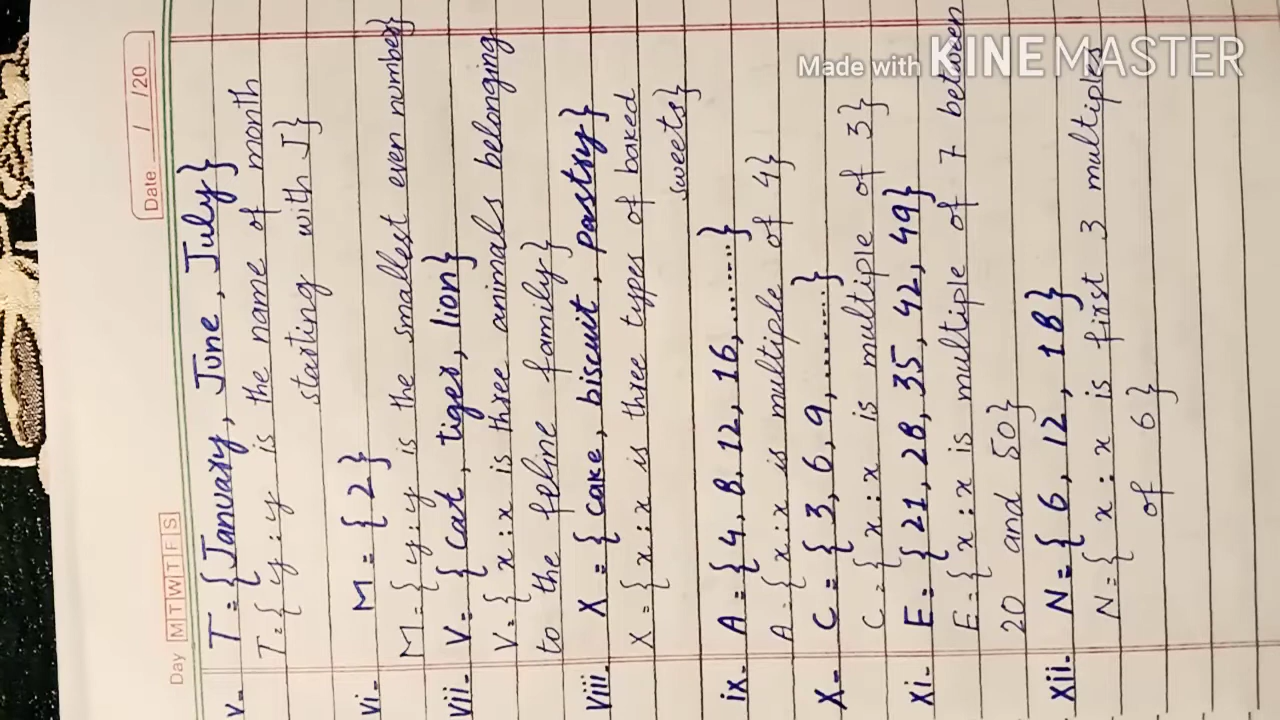 Day M T W T F S Date / /20
v- T={January, June, July}
T={y:y is the name of month
starting with J}
vi- M={2}
M={y:y is the smallest even number}
vii- V={cat, tiger, lion}
V={x:x is three animals belonging
to the feline family}
viii- X={cake, biscuit, pastry}
X={x:x is three types of baked
sweets}
ix- A={4, 8, 12, 16, .......}
A={x:x is multiple of 4}
X- C={3, 6, 9, .........}
C={x:x is multiple of 3}
xi- E={21, 28, 35, 42, 49}
E={x:x is multiple of 7 between
20 and 50}
xii- N={6, 12, 18}
N={x:x is first 3 multiples
of 6}
Made with KINEMASTER